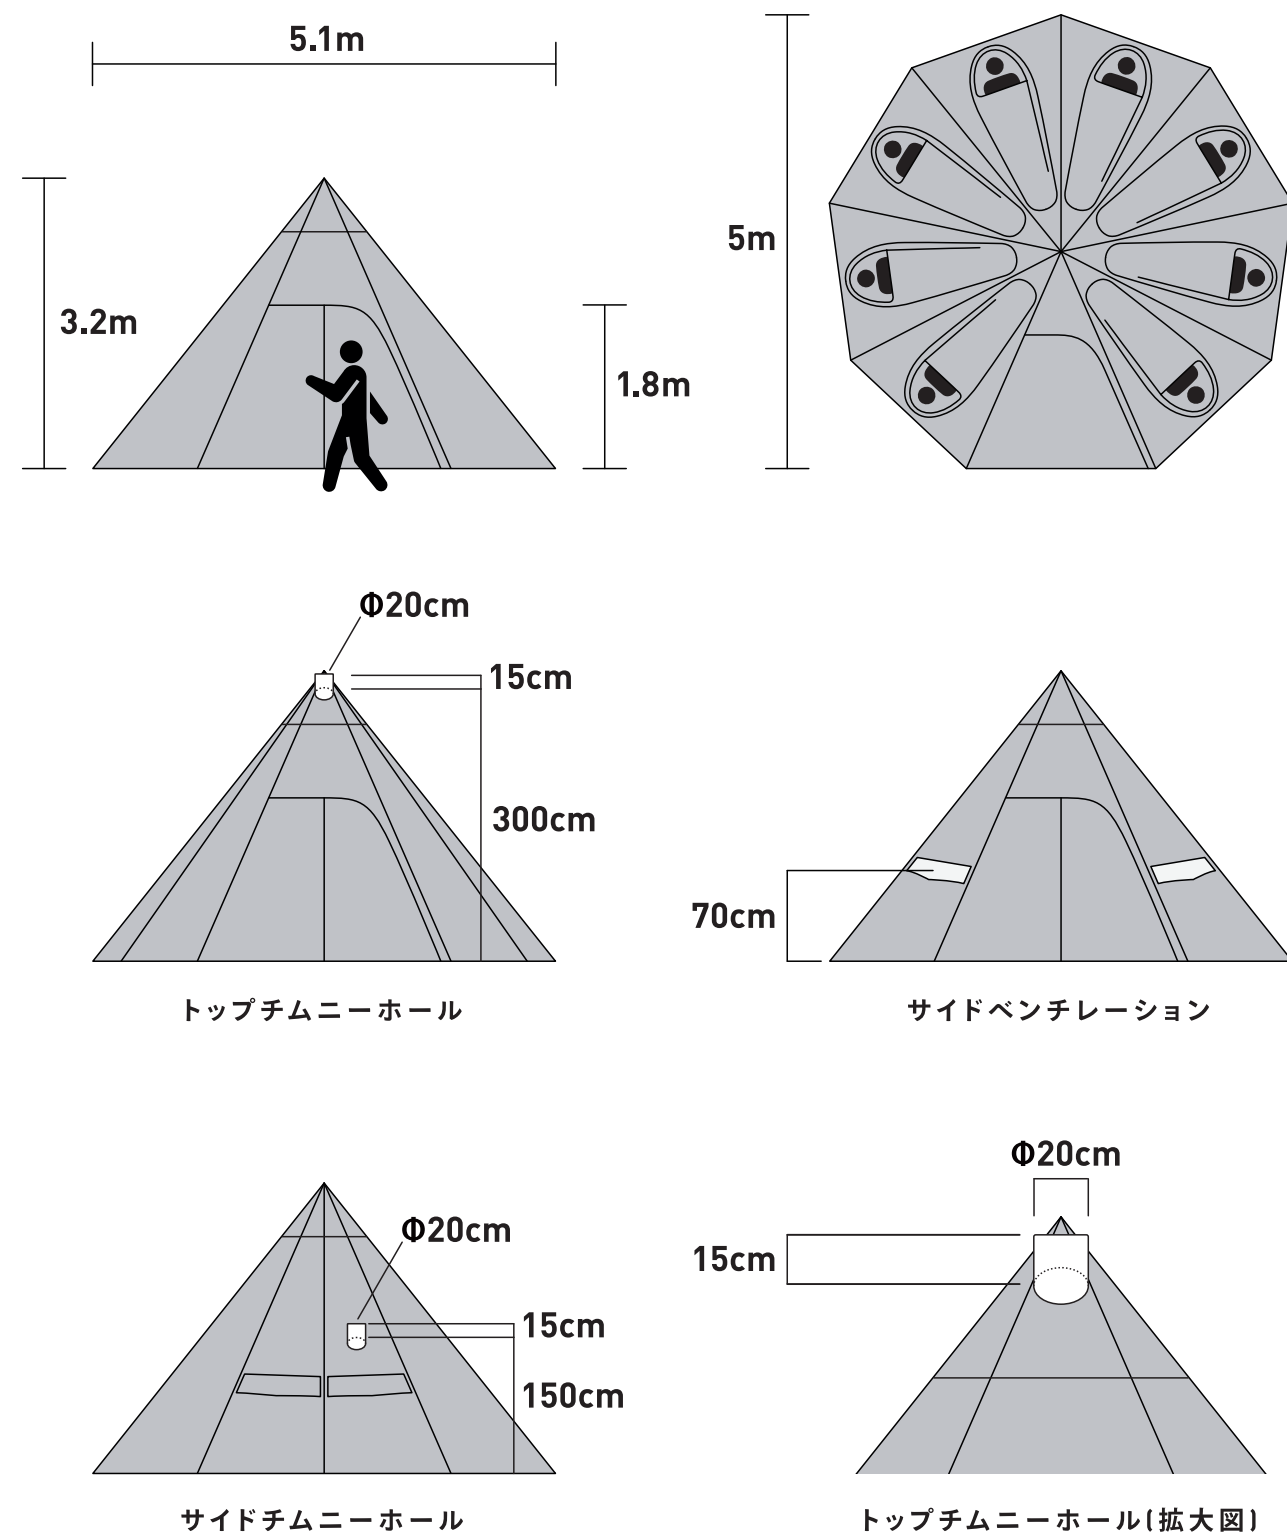 5.1m
3.2m
1.8m
5m
Φ20cm
15cm
300cm
トップチムニーホール
70cm
サイドベンチレーション
Φ20cm
15cm
150cm
サイドチムニーホール
Φ20cm
15cm
トップチムニーホール(拡大図)